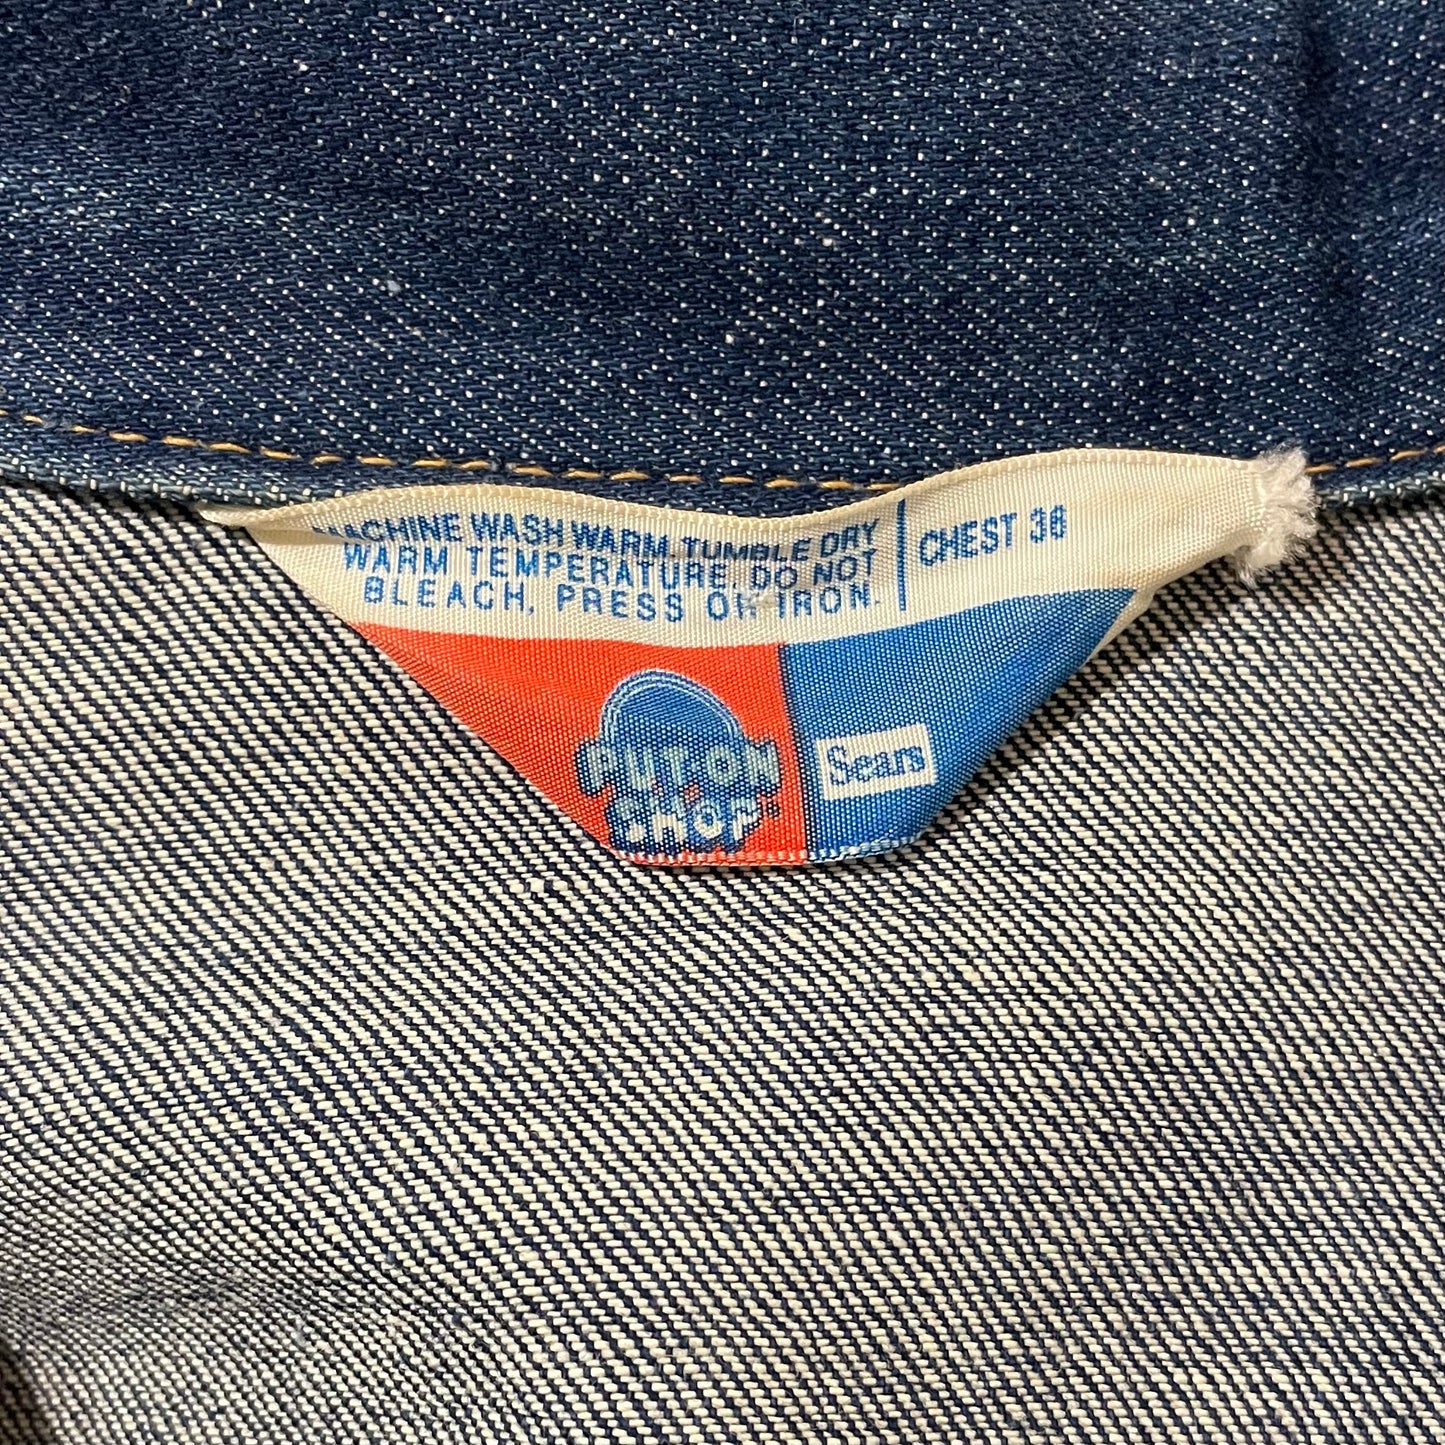 MACHINE WASH WARM. TUMBLE DRY
WARM TEMPERATURE. DO NOT
BLEACH. PRESS OR IRON.
CHEST 38
PUT-ON
SHOP
Sears